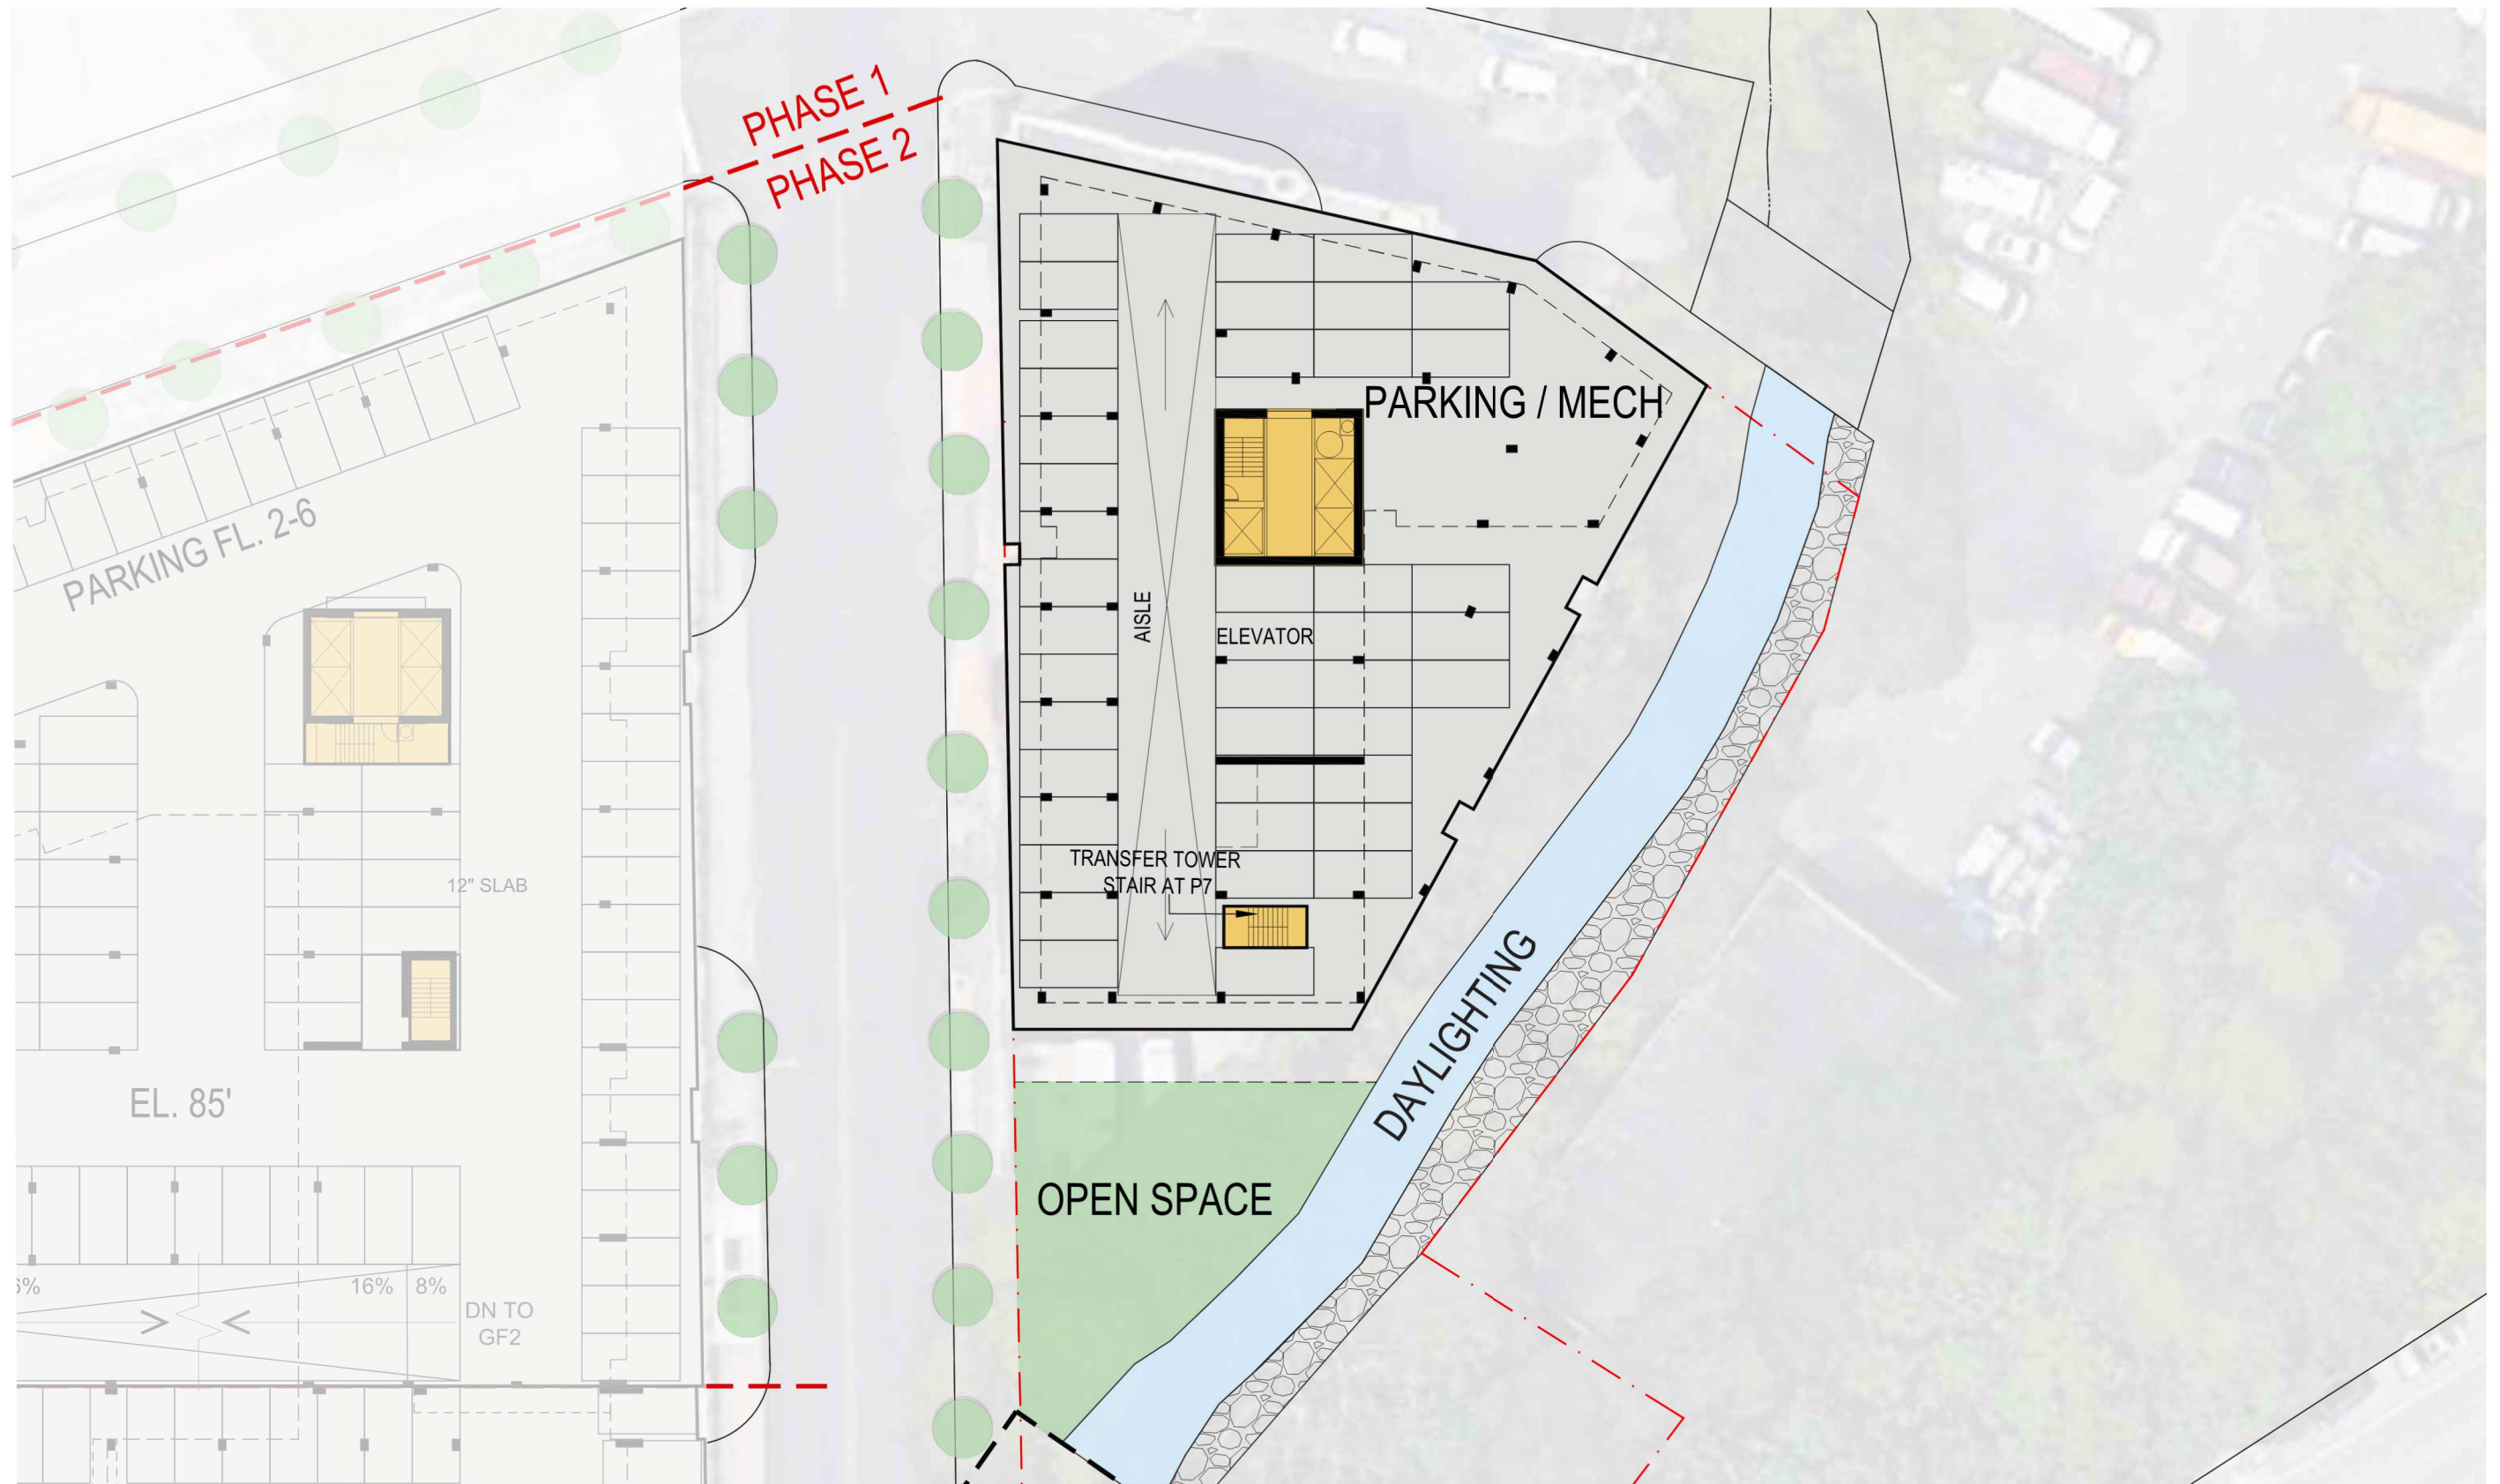 PHASE 1
PHASE 2
PARKING / MECH
PARKING FL. 2-6
AISLE
ELEVATOR
TRANSFER TOWER
STAIR AT P7
12" SLAB
DAYLIGHTING
EL. 85'
OPEN SPACE
16%
8%
DN TO
GF2